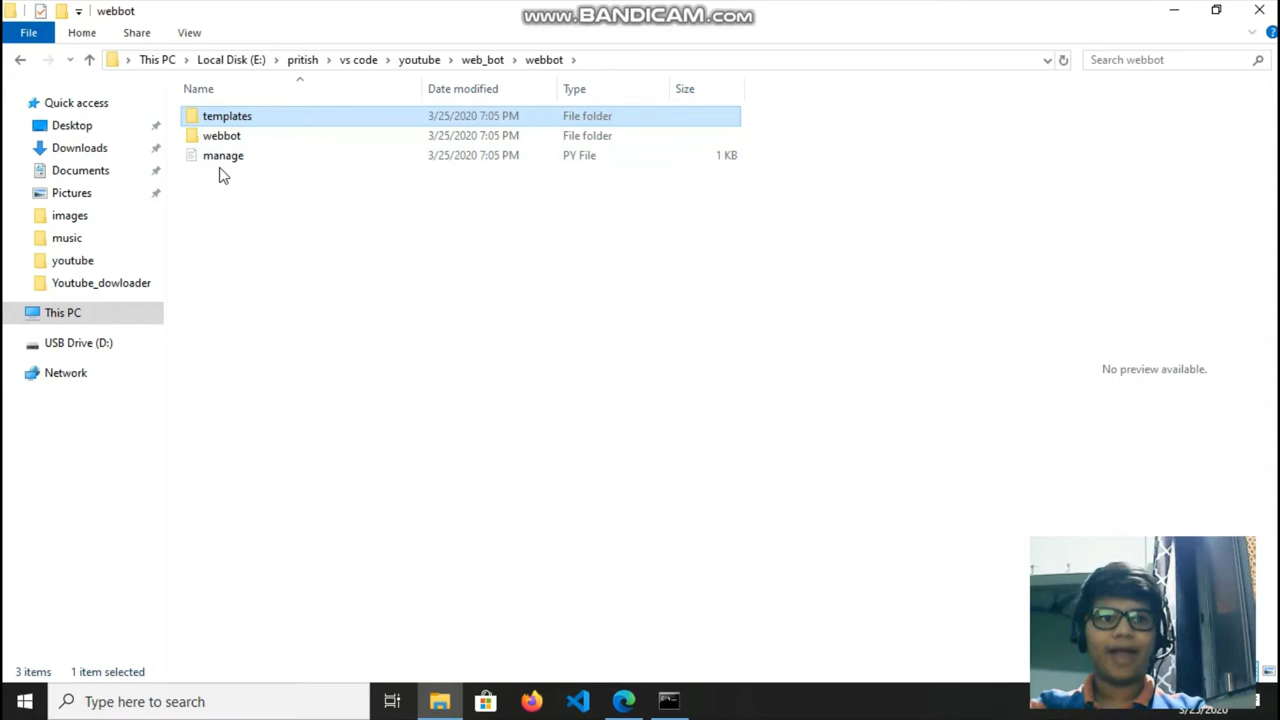 webbot
www.BANDICAM.com
File Home Share View
This PC Local Disk (E:) pritish vs code youtube web_bot webbot
Search webbot
Name Date modified Type Size
Quick access
Desktop
Downloads
Documents
Pictures
images
music
youtube
Youtube_dowloader
This PC
USB Drive (D:)
Network
templates 3/25/2020 7:05 PM File folder
webbot 3/25/2020 7:05 PM File folder
manage 3/25/2020 7:05 PM PY File 1 KB
No preview available.
3 items 1 item selected
Type here to search
3/25/2020